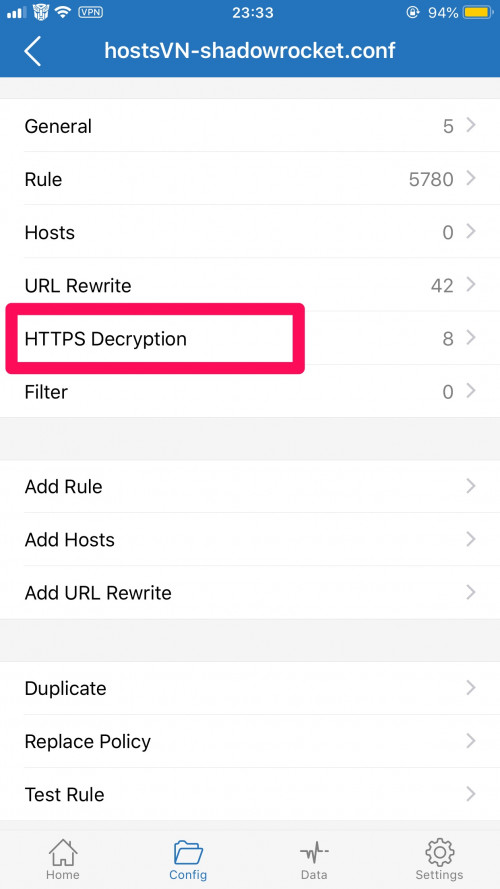 VPN 23:33 94%
hostsVN-shadowrocket.conf
General 5
Rule 5780
Hosts 0
URL Rewrite 42
HTTPS Decryption 8
Filter 0
Add Rule
Add Hosts
Add URL Rewrite
Duplicate
Replace Policy
Test Rule
Home Config Data Settings